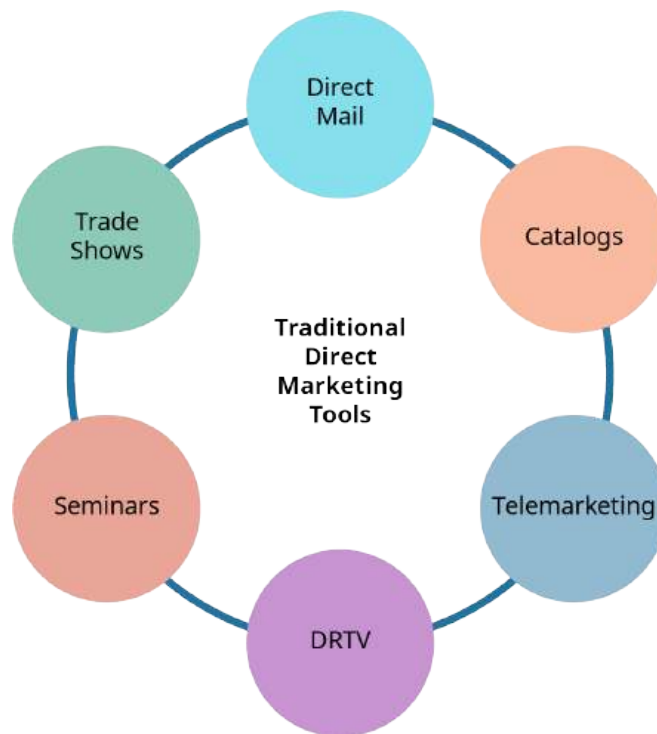 Direct
Mail
Trade
Shows
Catalogs
Traditional
Direct
Marketing
Tools
Seminars
Telemarketing
DRTV